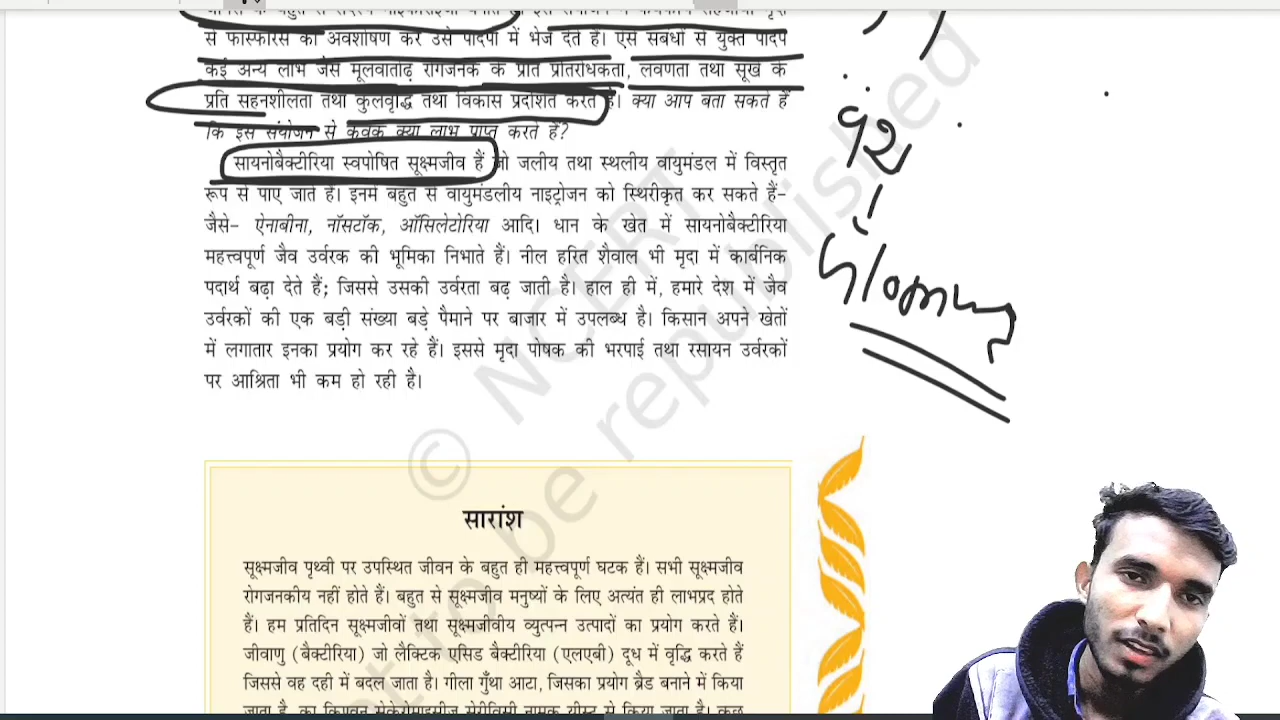 से फास्फोरस का अवशोषण कर उसे पादपों में भेज देते हैं। ऐसे संबंधों से युक्त पादप
कई अन्य लाभ जैसे मूलवातोढ़ रोगजनक के प्रति प्रतिरोधकता, लवणता तथा सूखे के
प्रति सहनशीलता तथा कुलवृद्धि तथा विकास प्रदर्शित करते हैं। क्या आप बता सकते हैं
कि इस संयोजन से कवक क्या लाभ प्राप्त करते हैं?
सायनोबैक्टीरिया स्वपोषित सूक्ष्मजीव हैं जो जलीय तथा स्थलीय वायुमंडल में विस्तृत
रूप से पाए जाते हैं। इनमें बहुत से वायुमंडलीय नाइट्रोजन को स्थिरीकृत कर सकते हैं-
जैसे- ऐनाबीना, नॉसटॉक, ऑसिलेटोरिया आदि। धान के खेत में सायनोबैक्टीरिया
महत्त्वपूर्ण जैव उर्वरक की भूमिका निभाते हैं। नील हरित शैवाल भी मृदा में कार्बनिक
पदार्थ बढ़ा देते हैं; जिससे उसकी उर्वरता बढ़ जाती है। हाल ही में, हमारे देश में जैव
उर्वरकों की एक बड़ी संख्या बड़े पैमाने पर बाजार में उपलब्ध है। किसान अपने खेतों
में लगातार इनका प्रयोग कर रहे हैं। इससे मृदा पोषक की भरपाई तथा रसायन उर्वरकों
पर आश्रिता भी कम हो रही है।
© NCERT
not to be republished
सारांश
सूक्ष्मजीव पृथ्वी पर उपस्थित जीवन के बहुत ही महत्त्वपूर्ण घटक हैं। सभी सूक्ष्मजीव
रोगजनकीय नहीं होते हैं। बहुत से सूक्ष्मजीव मनुष्यों के लिए अत्यंत ही लाभप्रद होते
हैं। हम प्रतिदिन सूक्ष्मजीवों तथा सूक्ष्मजीवीय व्युत्पन्न उत्पादों का प्रयोग करते हैं।
जीवाणु (बैक्टीरिया) जो लैक्टिक एसिड बैक्टीरिया (एलएबी) दूध में वृद्धि करते हैं
जिससे वह दही में बदल जाता है। गीला गुँथा आटा, जिसका प्रयोग ब्रैड बनाने में किया
जाता है, का किण्वन सेकेरोमाइसीज सेरीविसी नामक यीस्ट से किया जाता है। कुछ